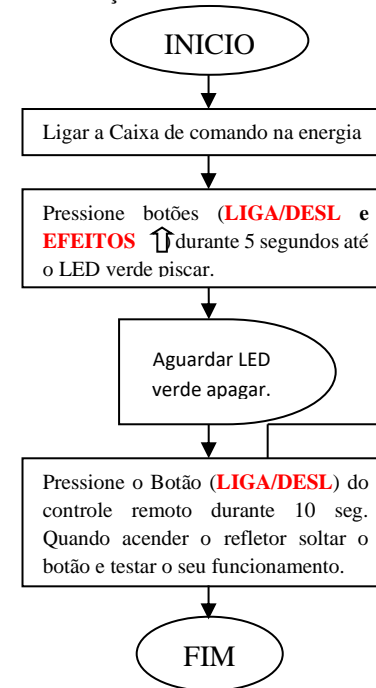 INICIO
Ligar a Caixa de comando na energia
Pressione botões (LIGA/DESL e
EFEITOS ⇧) durante 5 segundos até
o LED verde piscar.
Aguardar LED
verde apagar.
Pressione o Botão (LIGA/DESL) do
controle remoto durante 10 seg.
Quando acender o refletor soltar o
botão e testar o seu funcionamento.
FIM